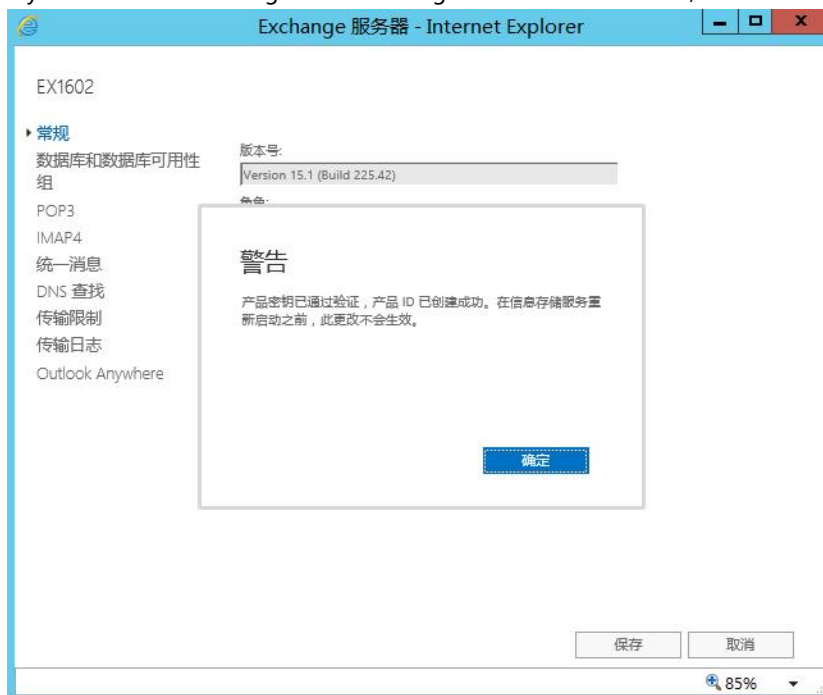 Exchange 服务器 - Internet Explorer
EX1602
常规
数据库和数据库可用性
组
POP3
IMAP4
统一消息
DNS 查找
传输限制
传输日志
Outlook Anywhere
版本号:
Version 15.1 (Build 225.42)
角色:
警告
产品密钥已通过验证，产品 ID 已创建成功。在信息存储服务重
新启动之前，此更改不会生效。
确定
保存
取消
85%